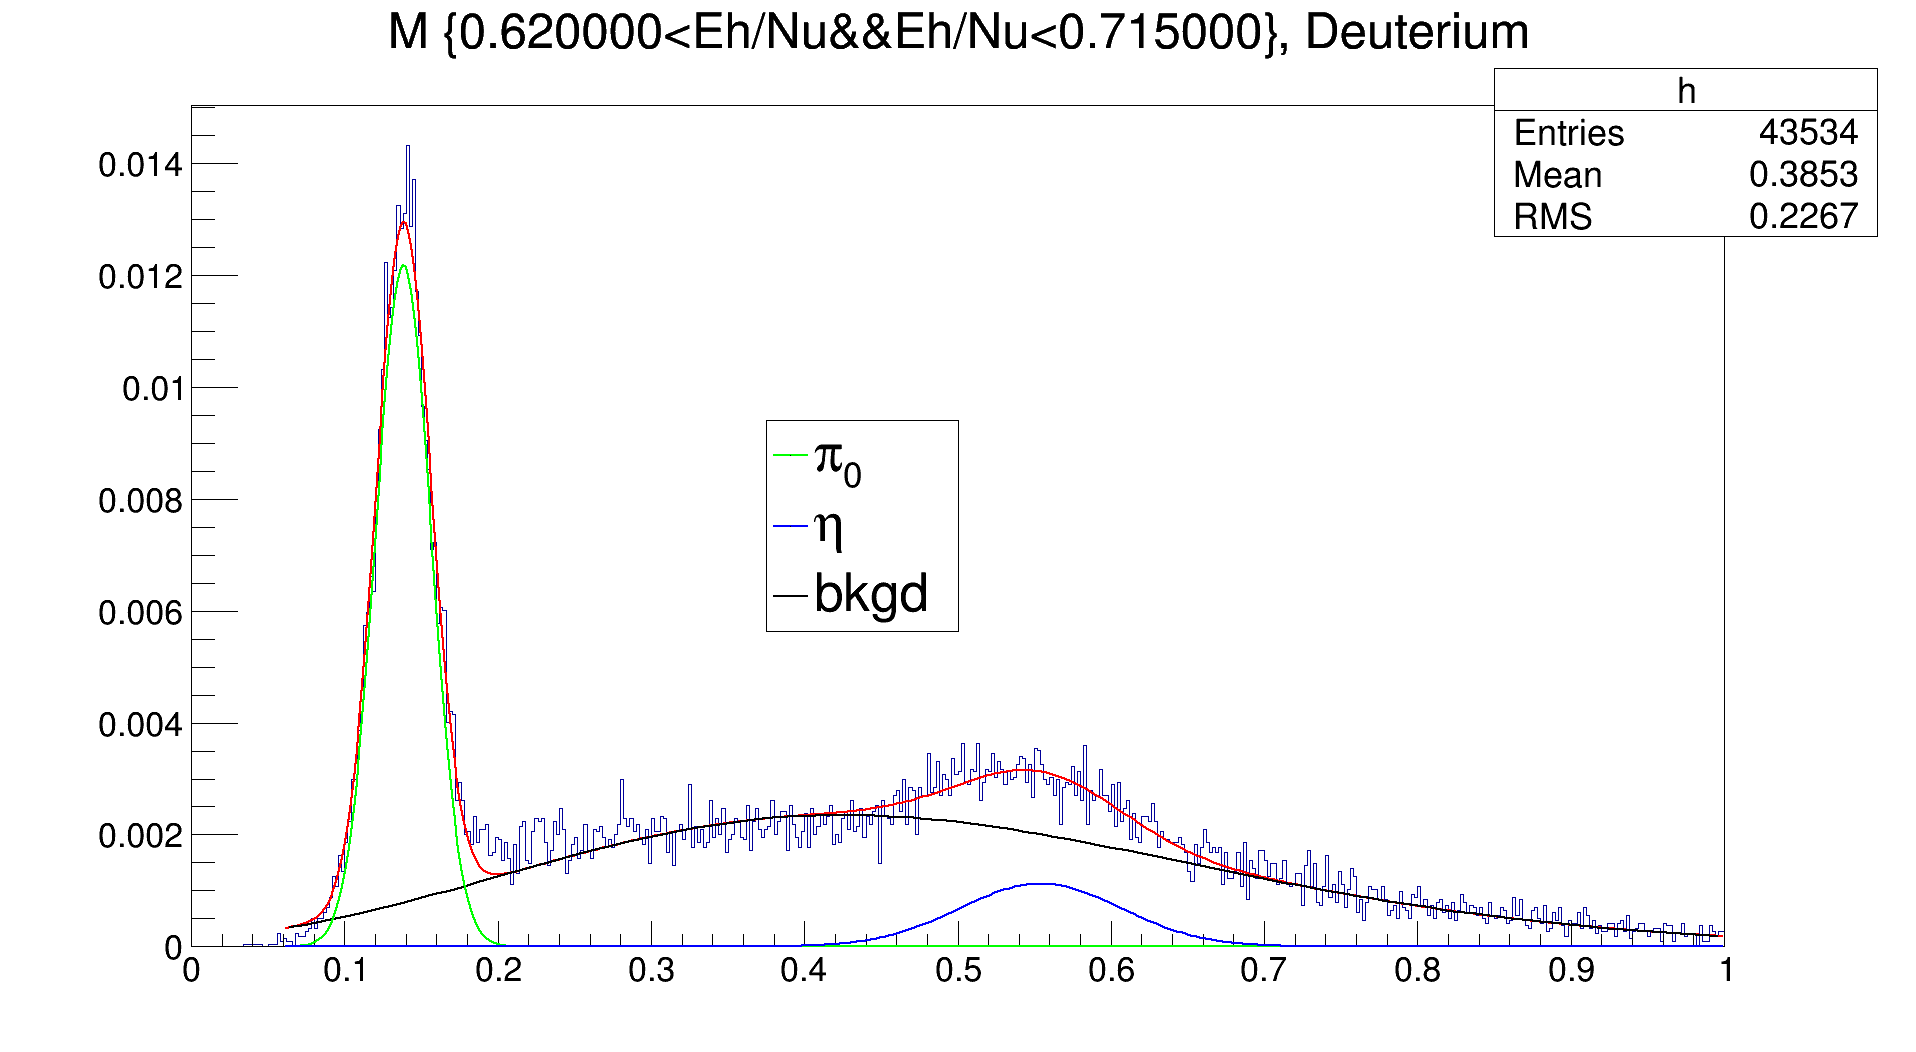 M {0.620000<Eh/Nu&&Eh/Nu<0.715000}, Deuterium
h
Entries 43534
Mean 0.3853
RMS 0.2267
0.014
0.012
0.01
0.008
0.006
0.004
0.002
0
π0
η
bkgd
0 0.1 0.2 0.3 0.4 0.5 0.6 0.7 0.8 0.9 1